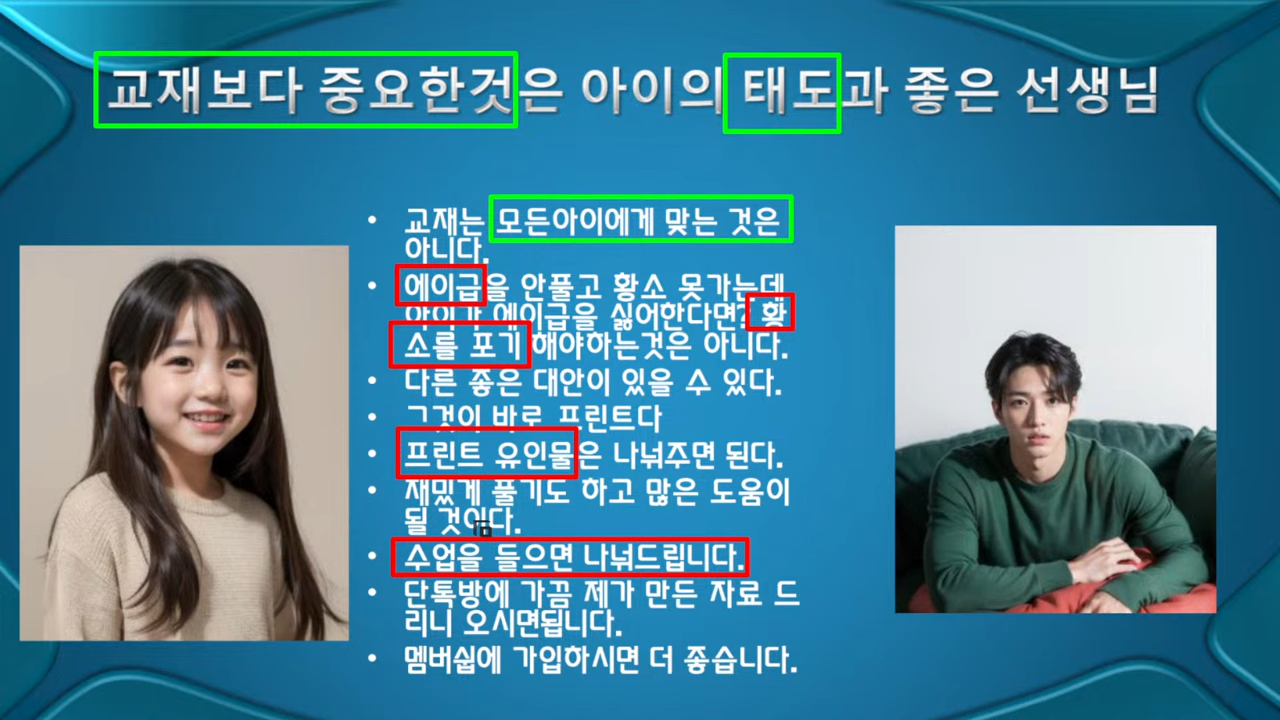 교재보다 중요한것은 아이의 태도과 좋은 선생님
• 교재는 모든아이에게 맞는 것은
아니다.
• 에이급을 안풀고 황소 못가는데
아이가 에이급을 싫어한다면? 황
소를 포기 해야하는것은 아니다.
• 다른 좋은 대안이 있을 수 있다.
• 그것이 바로 프린트다
• 프린트 유인물은 나눠주면 된다.
• 재밌게 풀기도 하고 많은 도움이
될 것이다.
• 수업을 들으면 나눠드립니다.
• 단톡방에 가끔 제가 만든 자료 드
리니 오시면됩니다.
• 멤버쉽에 가입하시면 더 좋습니다.